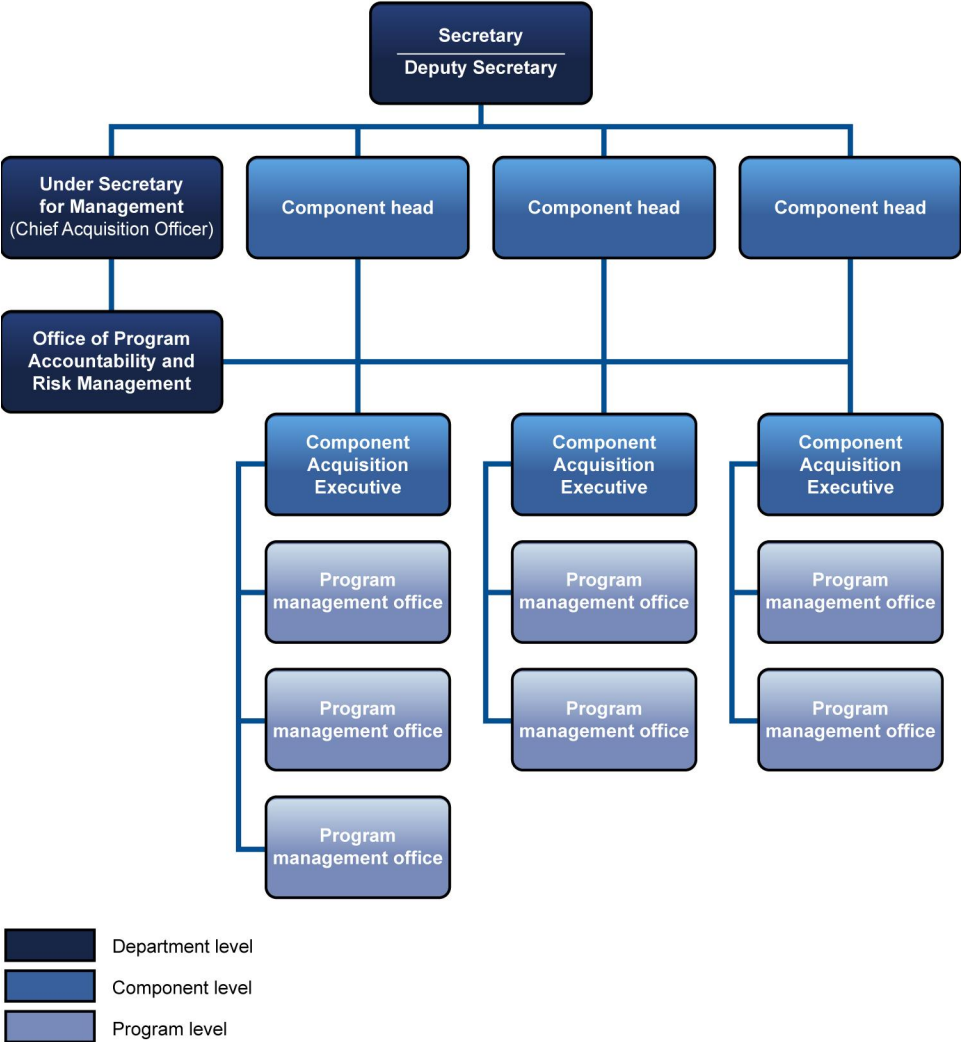 Secretary
Deputy Secretary
Under Secretary
for Management
(Chief Acquisition Officer)
Component head
Component head
Component head
Office of Program
Accountability and
Risk Management
Component
Acquisition
Executive
Component
Acquisition
Executive
Component
Acquisition
Executive
Program
management office
Program
management office
Program
management office
Program
management office
Program
management office
Program
management office
Program
management office
Department level
Component level
Program level